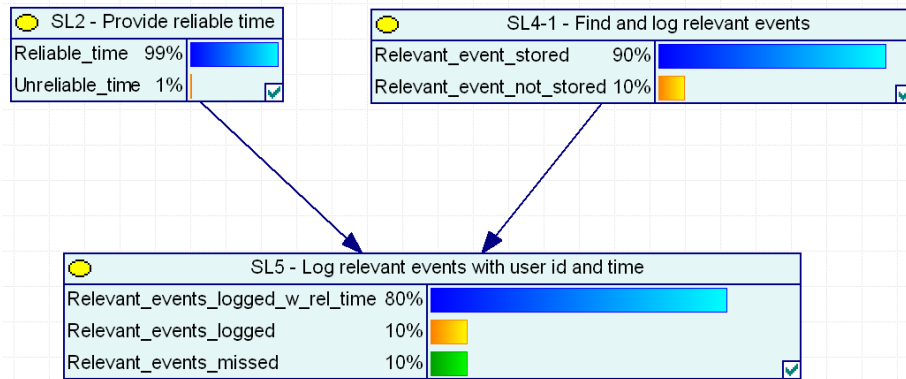 SL2 - Provide reliable time
Reliable_time 99%
Unreliable_time 1%
SL4-1 - Find and log relevant events
Relevant_event_stored 90%
Relevant_event_not_stored 10%
SL5 - Log relevant events with user id and time
Relevant_events_logged_w_rel_time 80%
Relevant_events_logged 10%
Relevant_events_missed 10%